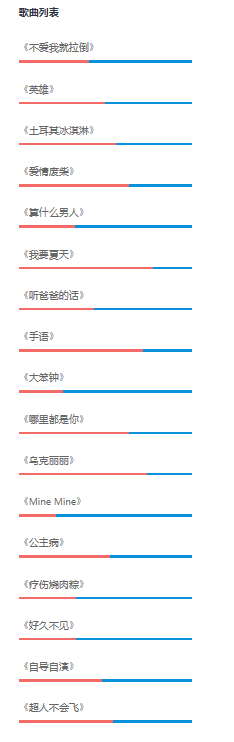 歌曲列表
《不爱我就拉倒》
《英雄》
《土耳其冰淇淋》
《爱情废柴》
《算什么男人》
《我要夏天》
《听爸爸的话》
《手语》
《大笨钟》
《哪里都是你》
《乌克丽丽》
《Mine Mine》
《公主病》
《疗伤烧肉粽》
《好久不见》
《自导自演》
《超人不会飞》